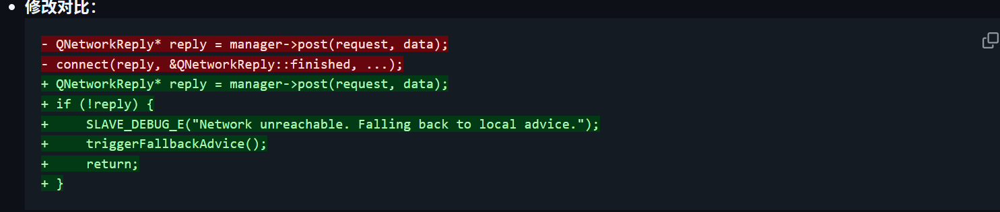 • 修改对比：
- QNetworkReply* reply = manager->post(request, data);
- connect(reply, &QNetworkReply::finished, ...);
+ QNetworkReply* reply = manager->post(request, data);
+ if (!reply) {
+     SLAVE_DEBUG_E("Network unreachable. Falling back to local advice.");
+     triggerFallbackAdvice();
+     return;
+ }